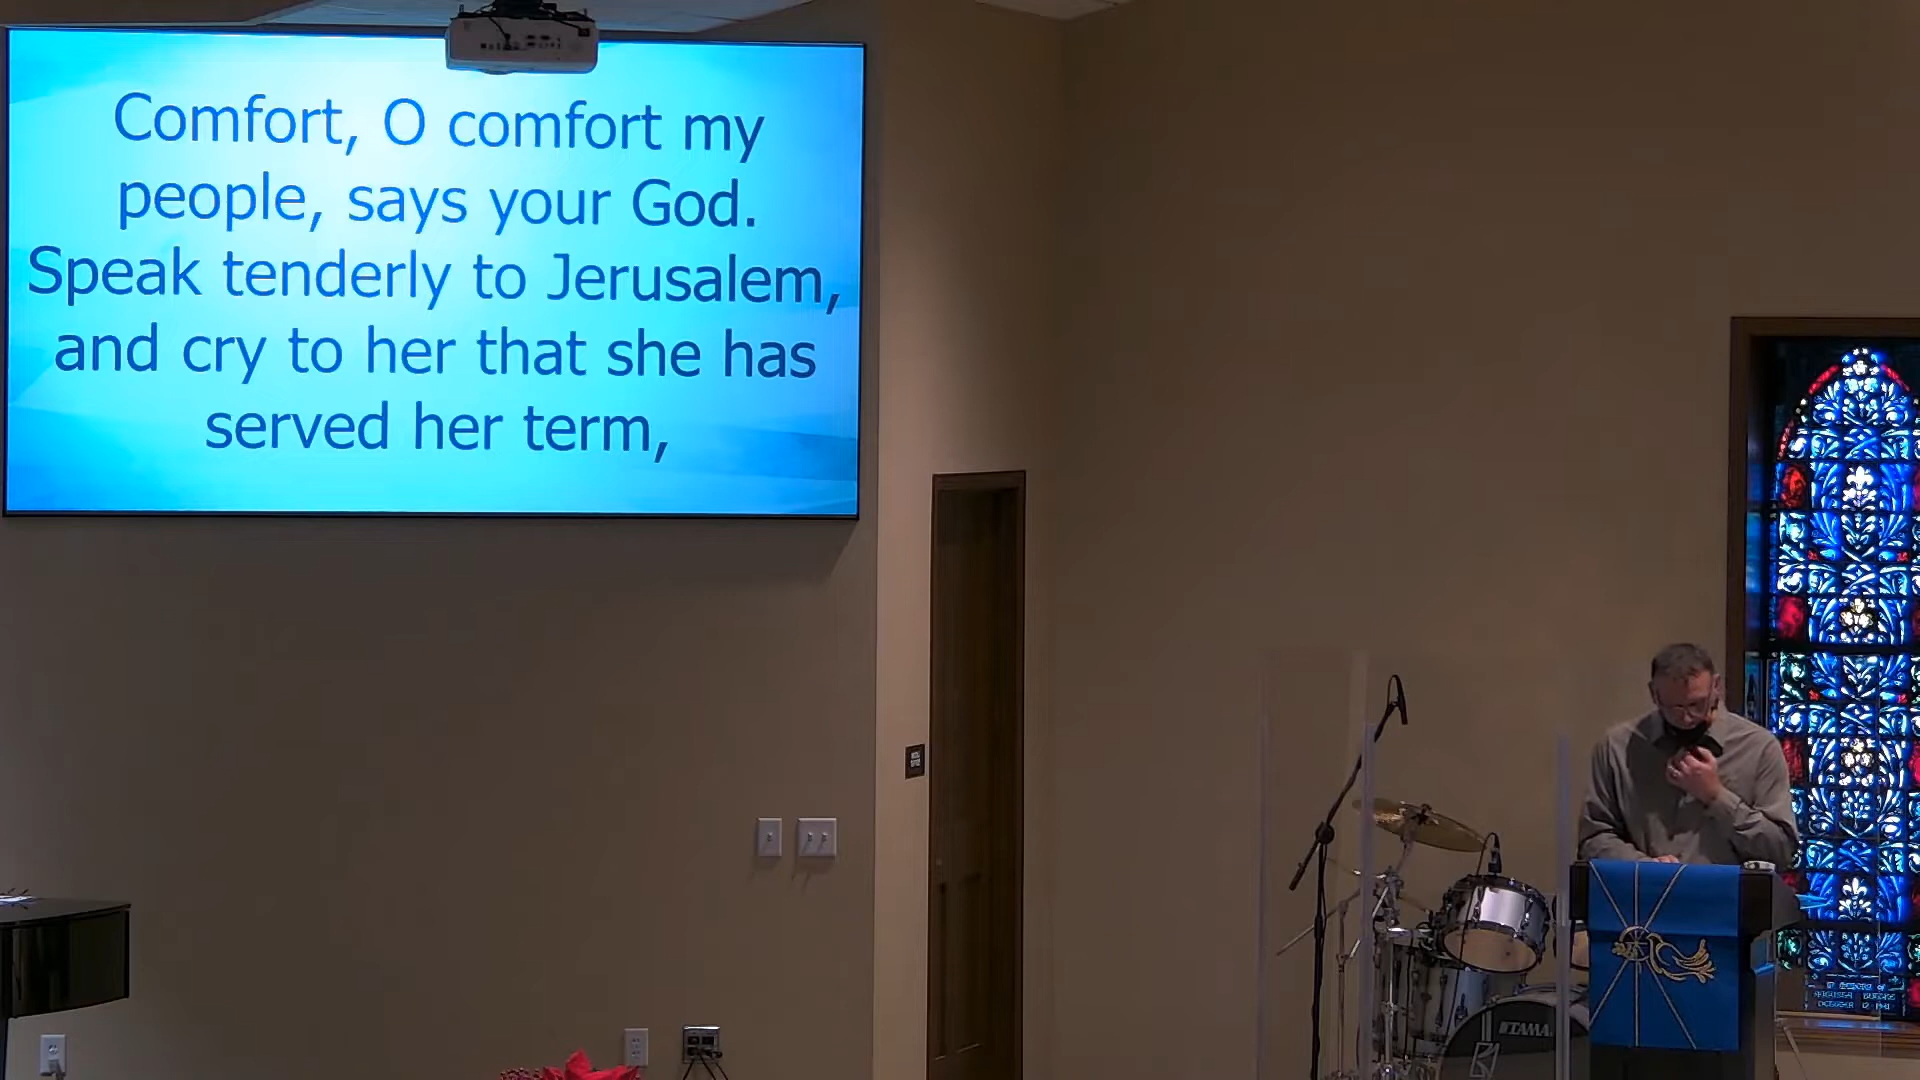 Comfort, O comfort my
people, says your God.
Speak tenderly to Jerusalem,
and cry to her that she has
served her term,
TAMA